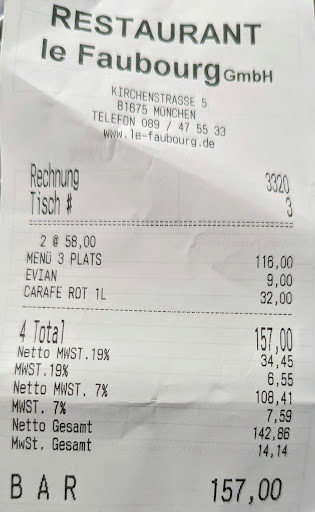 RESTAURANT
le Faubourg GmbH
KIRCHENSTRASSE 5
81675 MÜNCHEN
TELEFON 089 / 47 55 33
www.le-faubourg.de
Rechnung 3320
Tisch # 3
2 @ 58,00
MENÜ 3 PLATS 116,00
EVIAN 9,00
CARAFE ROT 1L 32,00
4 Total 157,00
Netto MWST.19% 34,45
MWST.19% 6,55
Netto MWST. 7% 108,41
MWST. 7% 7,59
Netto Gesamt 142,86
MwSt. Gesamt 14,14
BAR 157,00